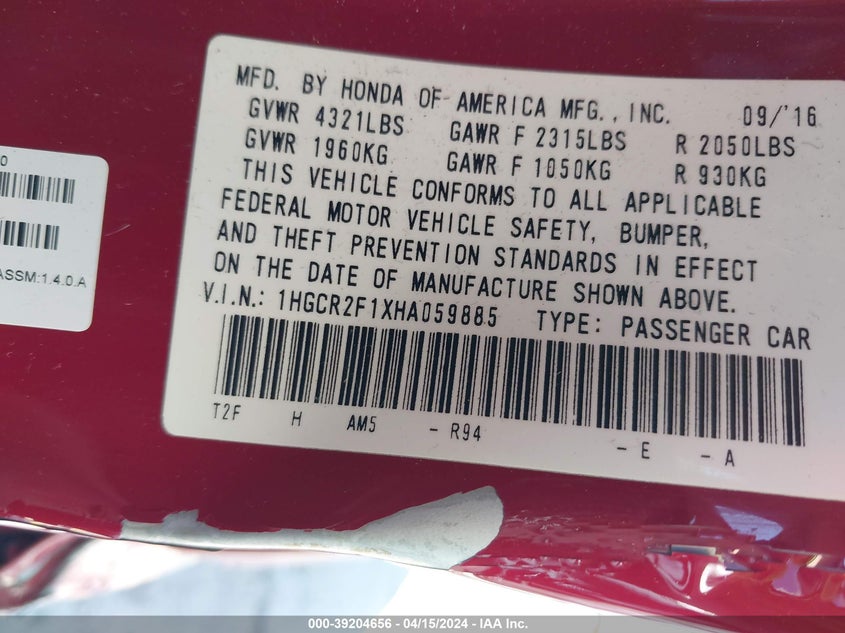 MFD. BY HONDA OF AMERICA MFG., INC. 09/'16
GVWR 4321LBS GAWR F 2315LBS R 2050LBS
GVWR 1960KG GAWR F 1050KG R 930KG
THIS VEHICLE CONFORMS TO ALL APPLICABLE
FEDERAL MOTOR VEHICLE SAFETY, BUMPER,
AND THEFT PREVENTION STANDARDS IN EFFECT
ON THE DATE OF MANUFACTURE SHOWN ABOVE.
V.I.N.: 1HGCR2F1XHA059885 TYPE: PASSENGER CAR
T2F H AM5 - R94 - E - A
0
ASSM:1.4.0.A
000-39204656 - 04/15/2024 - IAA Inc.